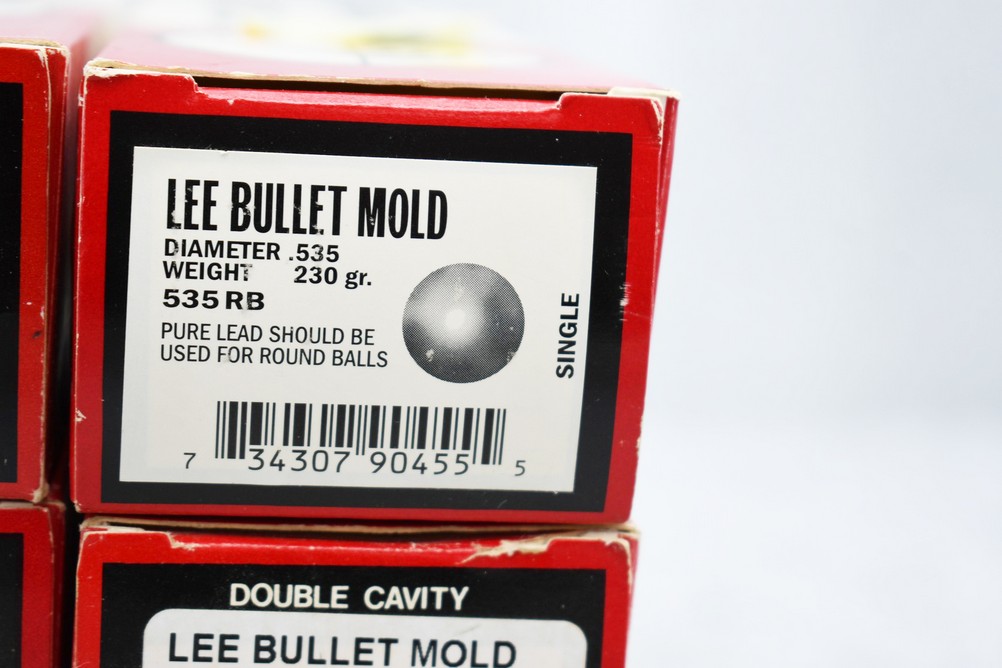 LEE BULLET MOLD
DIAMETER .535
WEIGHT 230 gr.
535 RB
PURE LEAD SHOULD BE
USED FOR ROUND BALLS
SINGLE
7 34307 90455 5
DOUBLE CAVITY
LEE BULLET MOLD